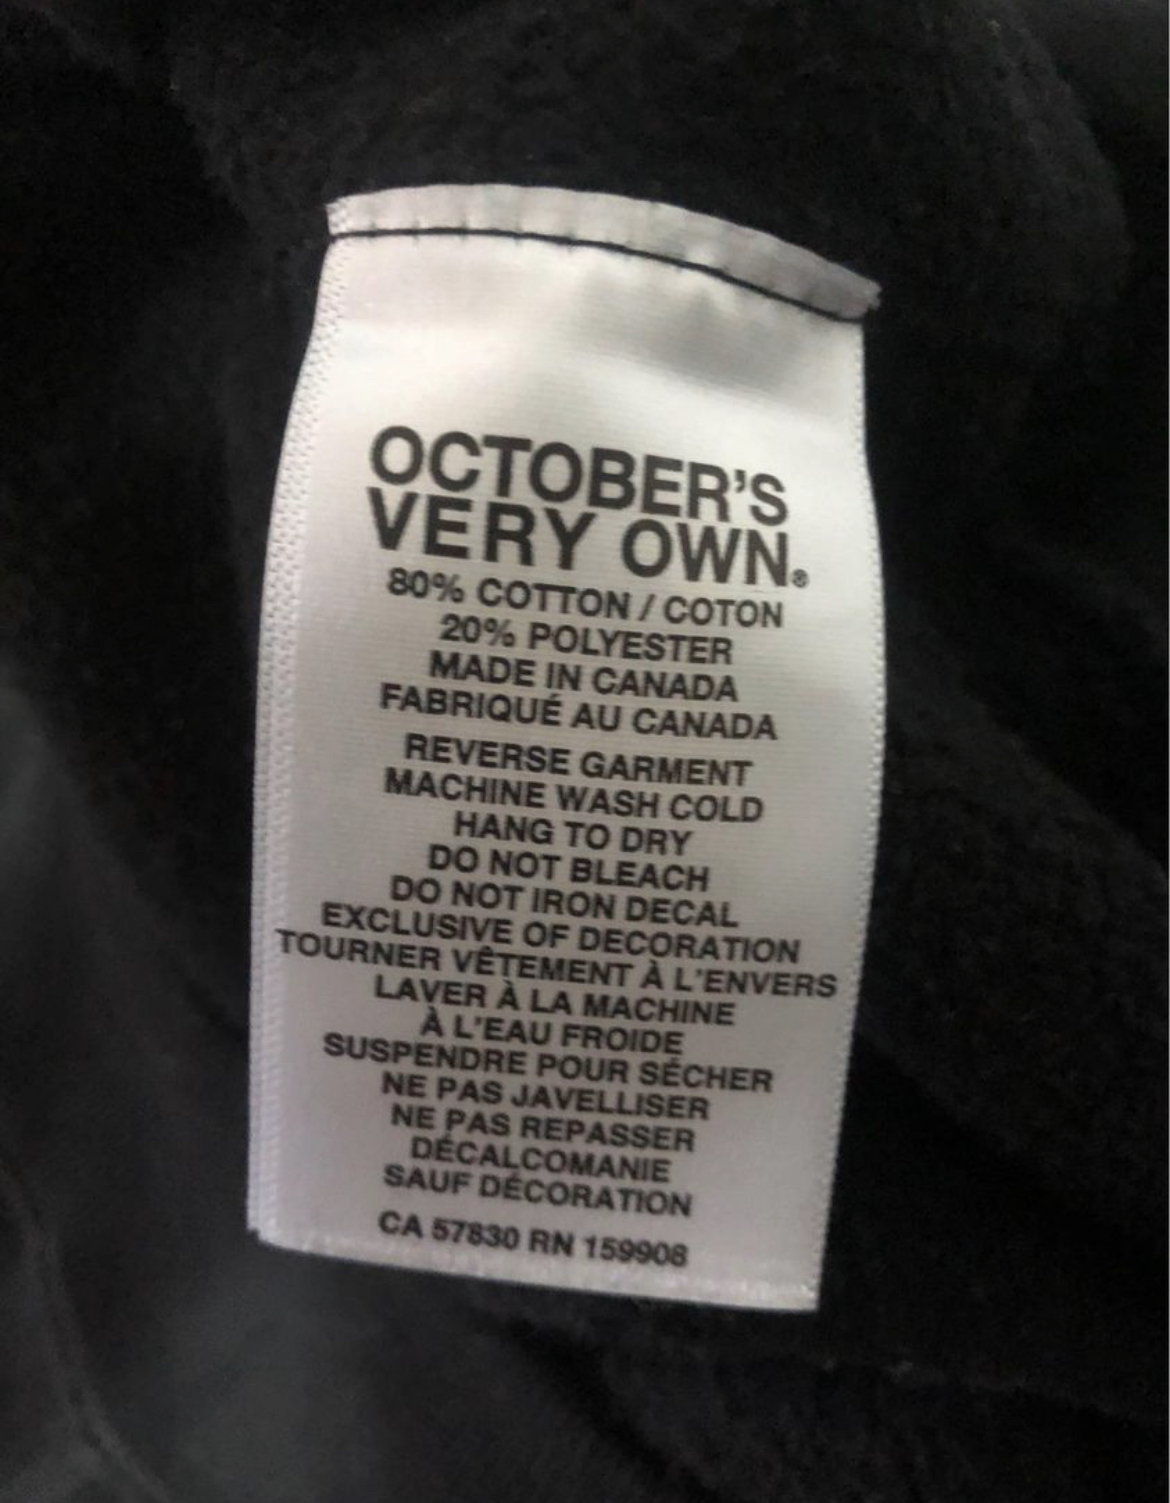 OCTOBER'S
VERY OWN.®
80% COTTON / COTON
20% POLYESTER
MADE IN CANADA
FABRIQUÉ AU CANADA
REVERSE GARMENT
MACHINE WASH COLD
HANG TO DRY
DO NOT BLEACH
DO NOT IRON DECAL
EXCLUSIVE OF DECORATION
TOURNER VÊTEMENT À L'ENVERS
LAVER À LA MACHINE
À L'EAU FROIDE
SUSPENDRE POUR SÉCHER
NE PAS JAVELLISER
NE PAS REPASSER
DÉCALCOMANIE
SAUF DÉCORATION
CA 57830 RN 159908